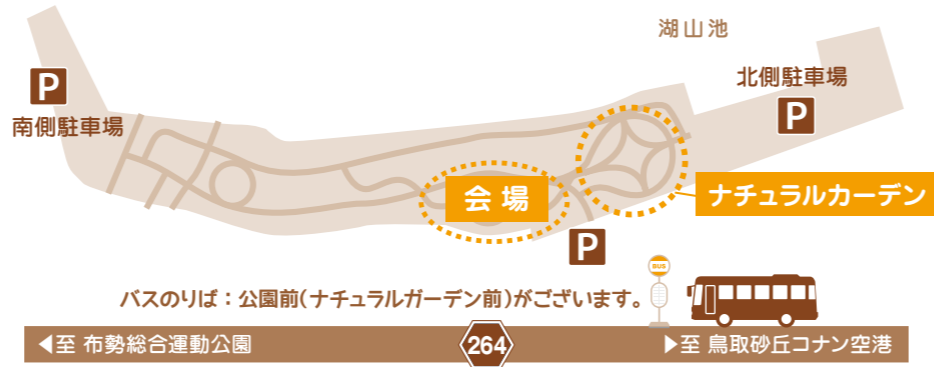 湖山池
北側駐車場
P
P
南側駐車場
会場
ナチュラルカーデン
P
BUS
バスのりば：公園前(ナチュラルガーデン前)がございます。
◀至 布勢総合運動公園
264
▶至 鳥取砂丘コナン空港